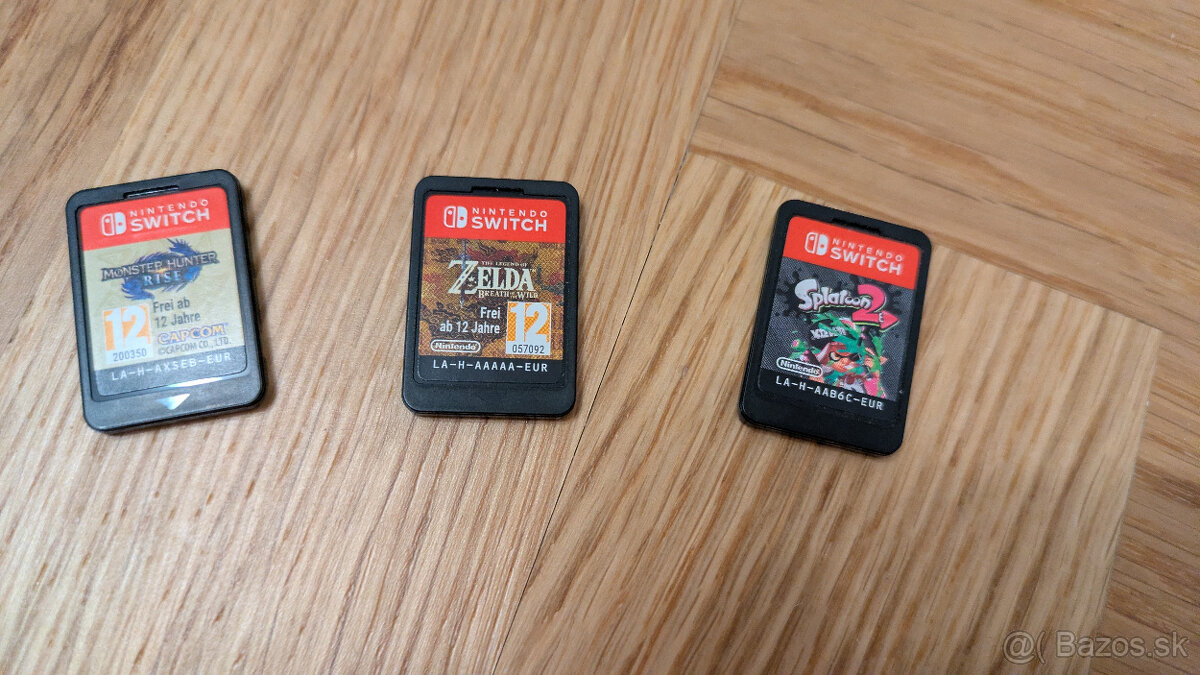 NINTENDO
SWITCH
MONSTER HUNTER
RISE
Frei ab
12 Jahre
12
200350
CAPCOM
©CAPCOM CO., LTD.
LA-H-AXSEB-EUR
NINTENDO
SWITCH
THE LEGEND OF
ZELDA
BREATH OF THE WILD
Frei
ab 12 Jahre
12
Nintendo
057092
LA-H-AAAAA-EUR
NINTENDO
SWITCH
Splatoon 2
Nintendo
LA-H-AAB6C-EUR
@( Bazos.sk